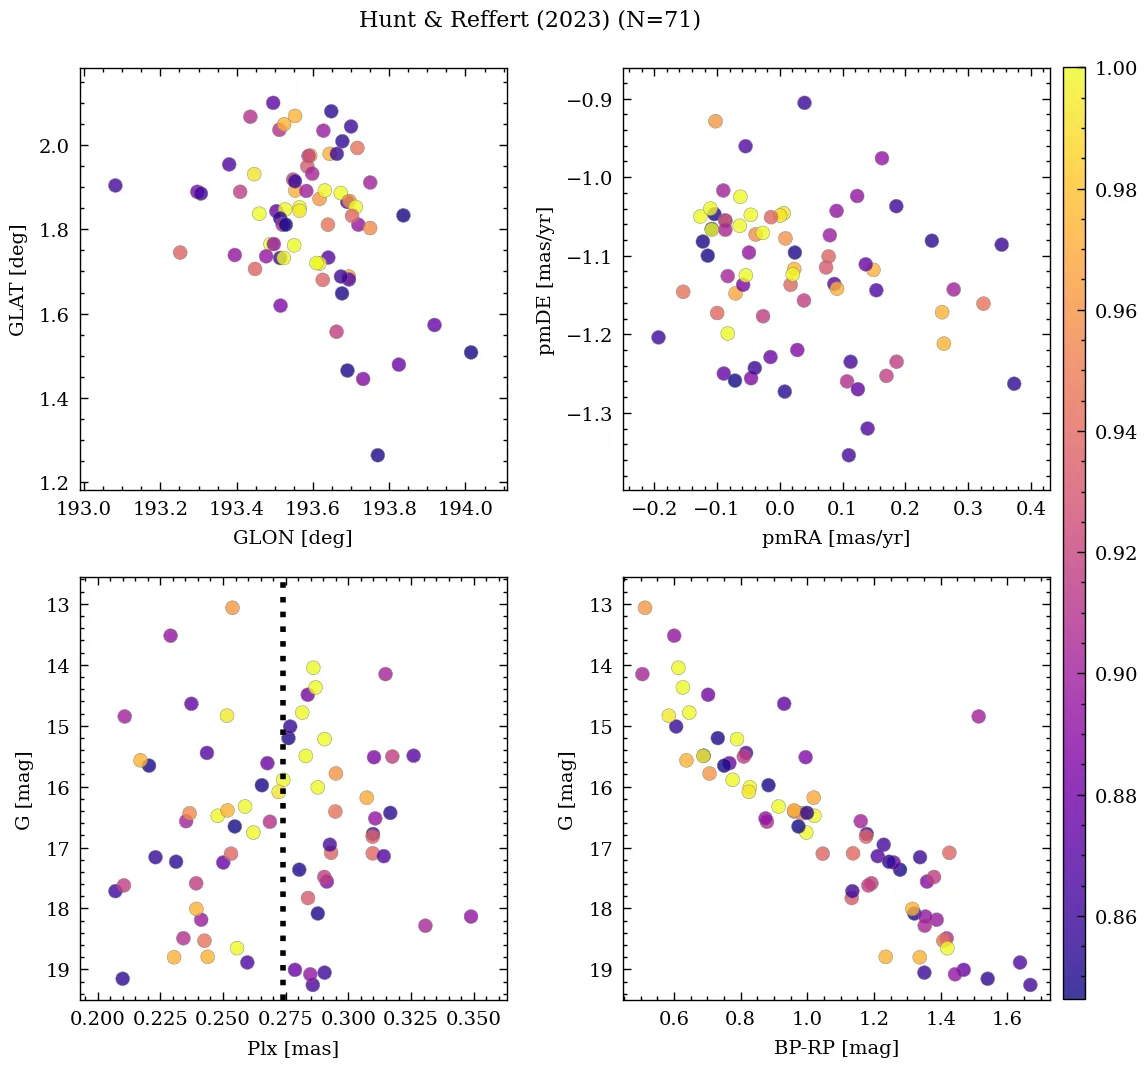 Hunt & Reffert (2023) (N=71)
2.0
1.8
1.6
1.4
1.2
GLAT [deg]
193.0 193.2 193.4 193.6 193.8 194.0
GLON [deg]
−0.9
−1.0
−1.1
−1.2
−1.3
pmDE [mas/yr]
−0.2 −0.1 0.0 0.1 0.2 0.3 0.4
pmRA [mas/yr]
13
14
15
16
17
18
19
G [mag]
0.200 0.225 0.250 0.275 0.300 0.325 0.350
Plx [mas]
13
14
15
16
17
18
19
G [mag]
0.6 0.8 1.0 1.2 1.4 1.6
BP-RP [mag]
1.00
0.98
0.96
0.94
0.92
0.90
0.88
0.86